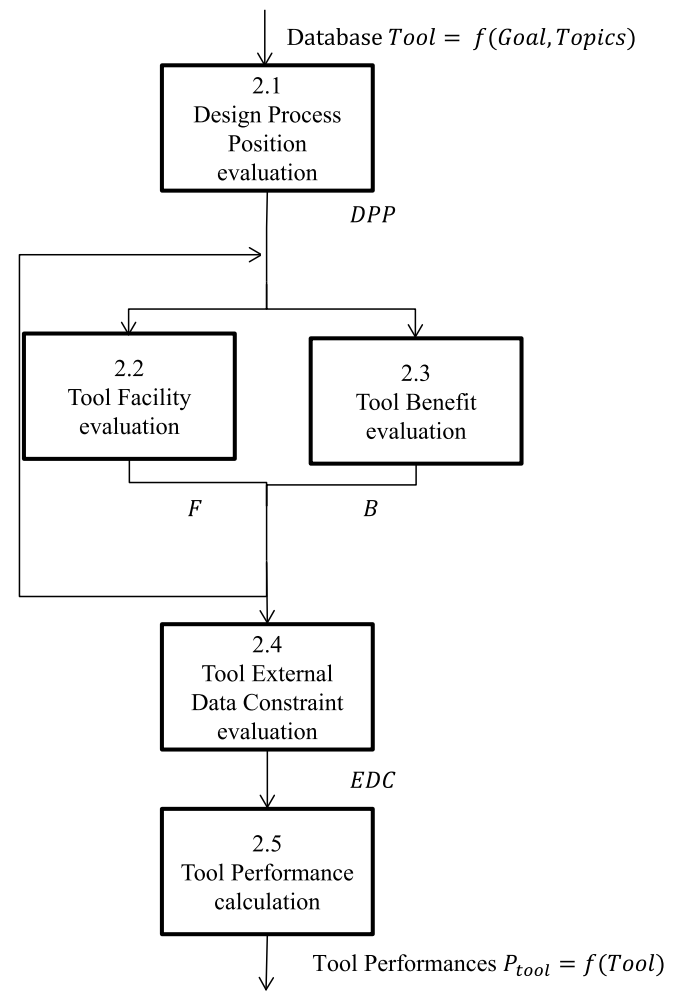 Database Tool = f(Goal, Topics)
2.1
Design Process
Position
evaluation
DPP
2.2
Tool Facility
evaluation
2.3
Tool Benefit
evaluation
F
B
2.4
Tool External
Data Constraint
evaluation
EDC
2.5
Tool Performance
calculation
Tool Performances P_tool = f(Tool)